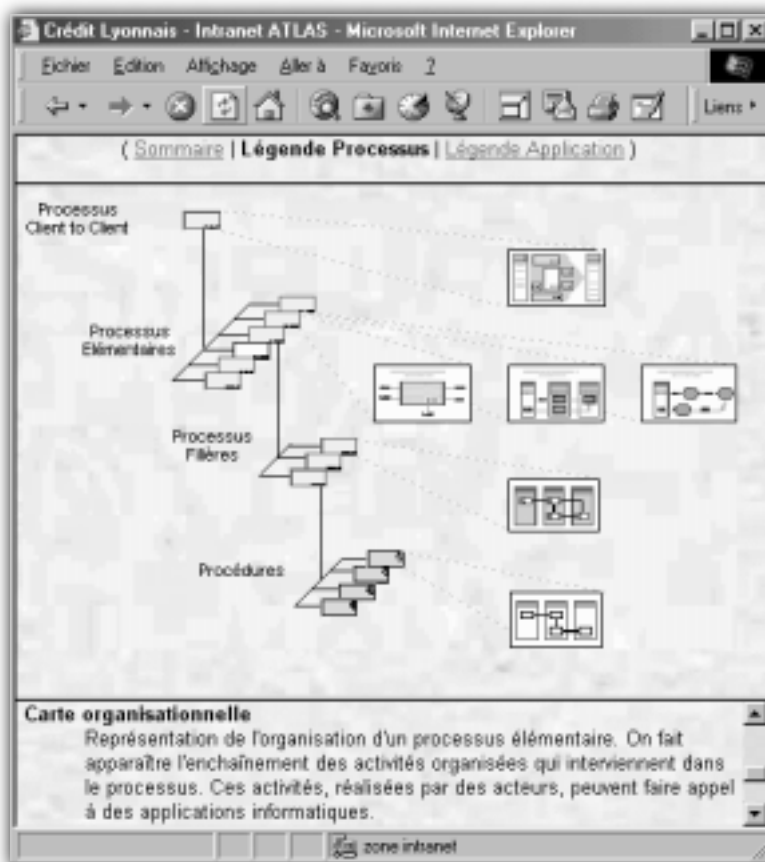 Crédit Lyonnais - Intranet ATLAS - Microsoft Internet Explorer
Fichier Edition Affichage Aller à Favoris ?
Liens
( Sommaire | Légende Processus | Légende Application )
Processus
Client to Client
Processus
Elémentaires
Processus
Filières
Procédures
Carte organisationnelle
Représentation de l'organisation d'un processus élémentaire. On fait
apparaître l'enchaînement des activités organisées qui interviennent dans
le processus. Ces activités, réalisées par des acteurs, peuvent faire appel
à des applications informatiques.
zone intranet